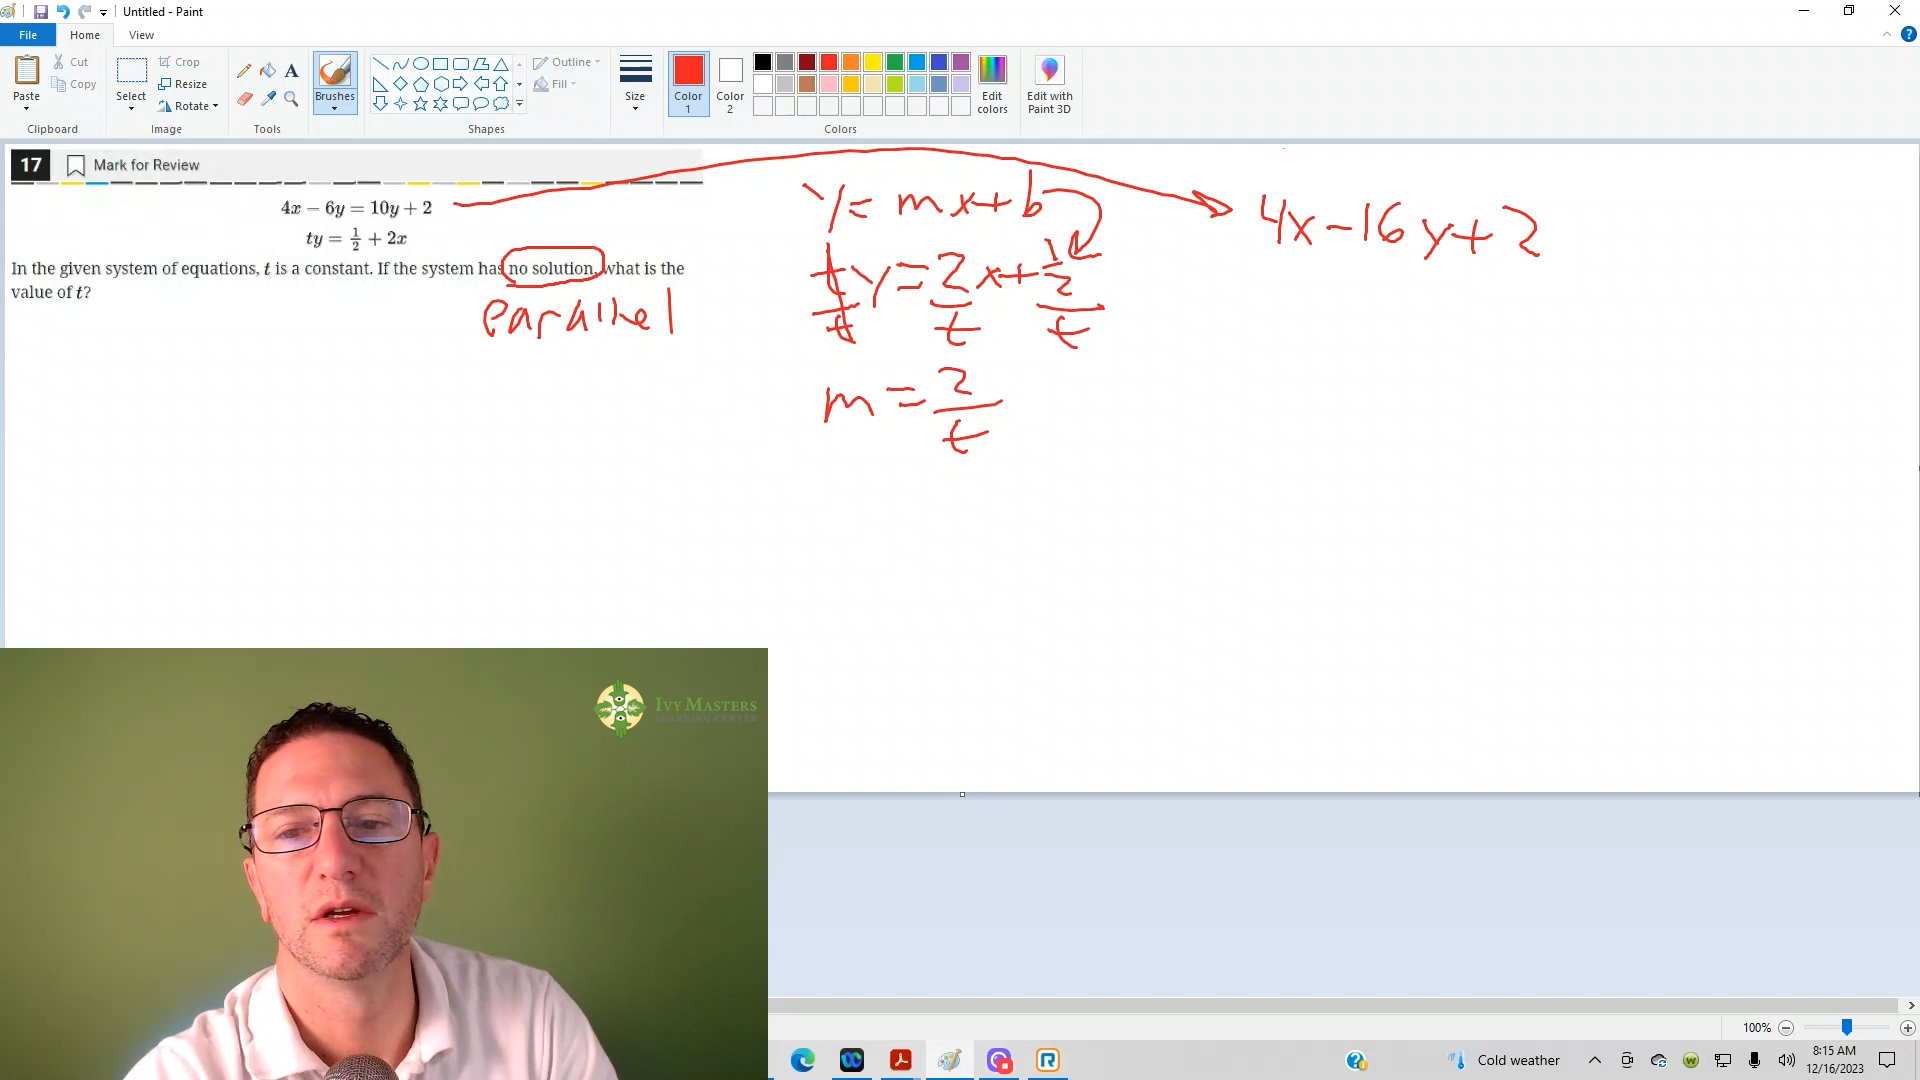 Untitled - Paint
File Home View
Paste
Cut
Copy
Clipboard
Select
Crop
Resize
Rotate
Image
A
Tools
Brushes
Shapes
Outline
Fill
Size
Color 1
Color 2
Edit colors
Colors
Edit with Paint 3D
17 Mark for Review
4x − 6y = 10y + 2
ty = 1/2 + 2x
In the given system of equations, t is a constant. If the system has no solution, what is the
value of t?
parallel
y = mx + b
ty = 2x + 1/2
t t t
m = 2/t
4x - 16y + 2
IVY MASTERS
LEARNING CENTER
100%
Cold weather
8:15 AM
12/16/2023